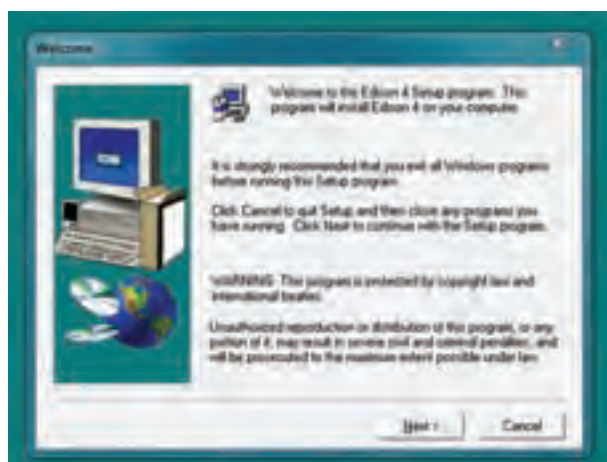 Welcome
Welcome to the Edison 4 Setup program. This
program will install Edison 4 on your computer.
It is strongly recommended that you exit all Windows programs
before running this Setup program.
Click Cancel to quit Setup and then close any programs you
have running. Click Next to continue with the Setup program.
WARNING: This program is protected by copyright law and
international treaties.
Unauthorized reproduction or distribution of this program, or any
portion of it, may result in severe civil and criminal penalties, and
will be prosecuted to the maximum extent possible under law.
Next >
Cancel